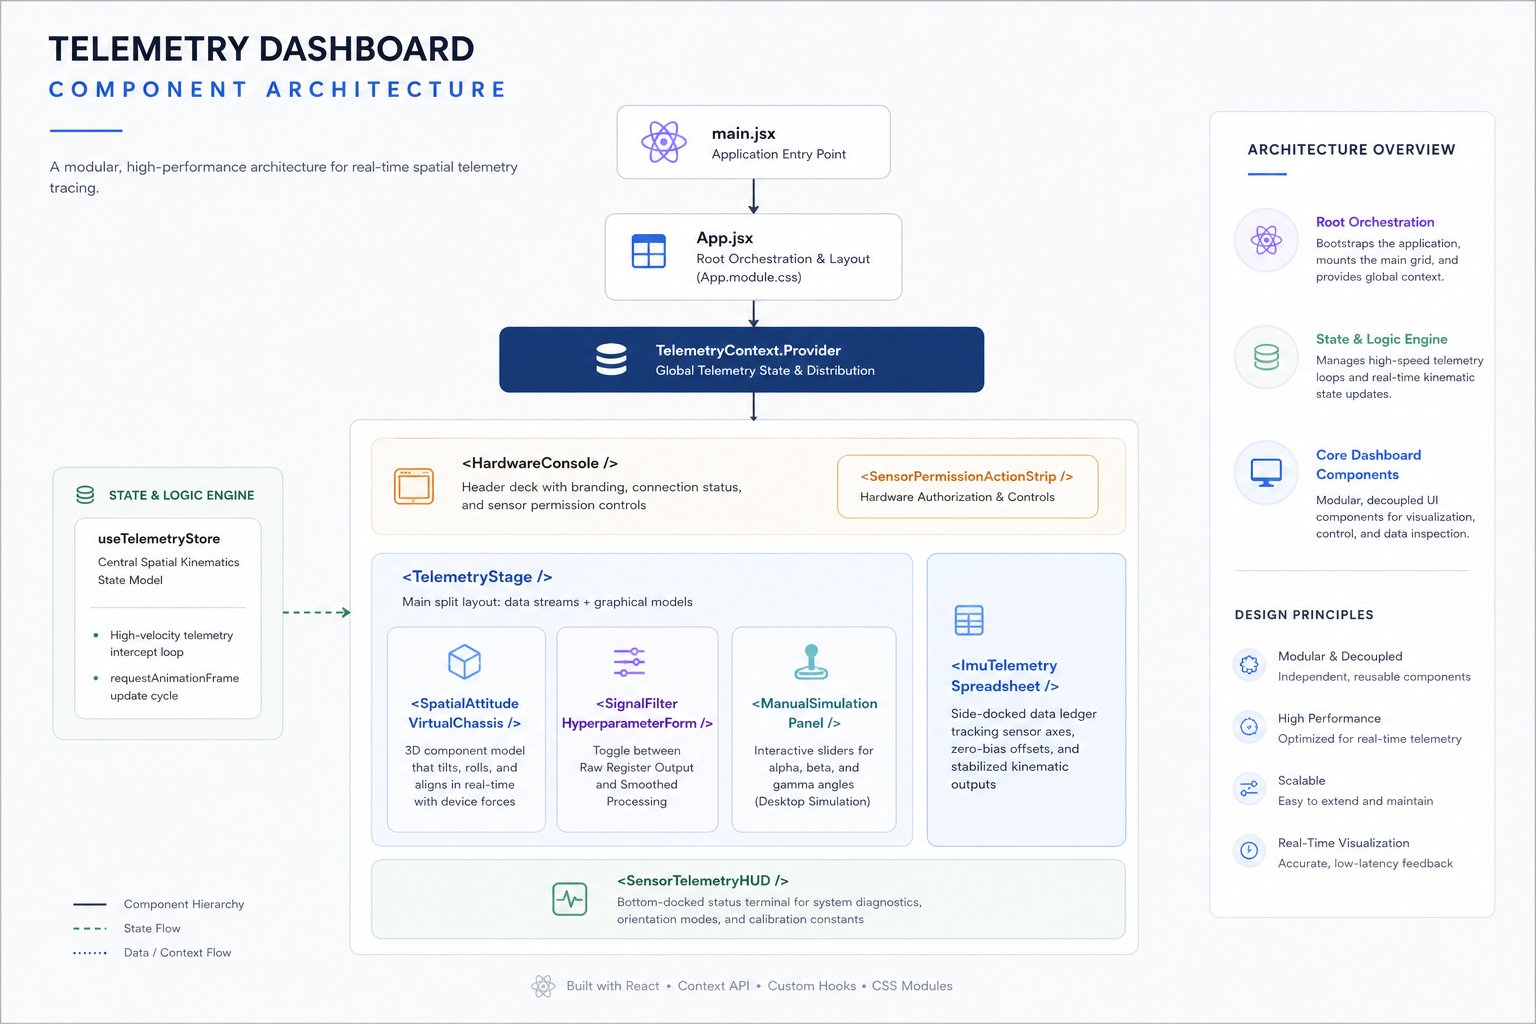 TELEMETRY DASHBOARD
COMPONENT ARCHITECTURE
A modular, high-performance architecture for real-time spatial telemetry
tracing.
main.jsx
Application Entry Point
App.jsx
Root Orchestration & Layout
(App.module.css)
TelemetryContext.Provider
Global Telemetry State & Distribution
STATE & LOGIC ENGINE
useTelemetryStore
Central Spatial Kinematics
State Model
• High-velocity telemetry
intercept loop
• requestAnimationFrame
update cycle
<HardwareConsole />
Header deck with branding, connection status,
and sensor permission controls
<SensorPermissionActionStrip />
Hardware Authorization & Controls
<TelemetryStage />
Main split layout: data streams + graphical models
<SpatialAttitude
VirtualChassis />
3D component model
that tilts, rolls, and
aligns in real-time
with device forces
<SignalFilter
HyperparameterForm />
Toggle between
Raw Register Output
and Smoothed
Processing
<ManualSimulation
Panel />
Interactive sliders for
alpha, beta, and
gamma angles
(Desktop Simulation)
<ImuTelemetry
Spreadsheet />
Side-docked data ledger
tracking sensor axes,
zero-bias offsets, and
stabilized kinematic
outputs
<SensorTelemetryHUD />
Bottom-docked status terminal for system diagnostics,
orientation modes, and calibration constants
Component Hierarchy
State Flow
Data / Context Flow
Built with React • Context API • Custom Hooks • CSS Modules
ARCHITECTURE OVERVIEW
Root Orchestration
Bootstraps the application,
mounts the main grid, and
provides global context.
State & Logic Engine
Manages high-speed telemetry
loops and real-time kinematic
state updates.
Core Dashboard
Components
Modular, decoupled UI
components for visualization,
control, and data inspection.
DESIGN PRINCIPLES
Modular & Decoupled
Independent, reusable components
High Performance
Optimized for real-time telemetry
Scalable
Easy to extend and maintain
Real-Time Visualization
Accurate, low-latency feedback